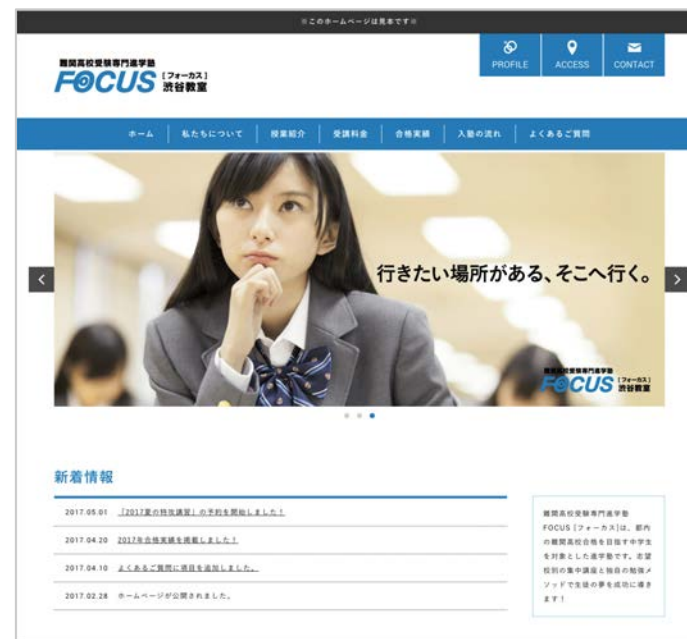 ※このホームページは見本です※
難関高校受験専門進学塾
FOCUS [フォーカス] 渋谷教室
PROFILE ACCESS CONTACT
ホーム 私たちについて 授業紹介 受講料金 合格実績 入塾の流れ よくあるご質問
行きたい場所がある、そこへ行く。
難関高校受験専門進学塾
FOCUS [フォーカス] 渋谷教室
新着情報
2017.05.01 「2017夏の特攻講習」の予約を開始しました!
2017.04.20 2017年合格実績を掲載しました!
2017.04.10 よくあるご質問に項目を追加しました。
2017.02.28 ホームページが公開されました。
難関高校受験専門進学塾
FOCUS [フォーカス] は、都内
の難関高校合格を目指す中学生
を対象とした進学塾です。志望
校別の集中講座と独自の勉強メ
ソッドで生徒の夢を成功に導き
ます!